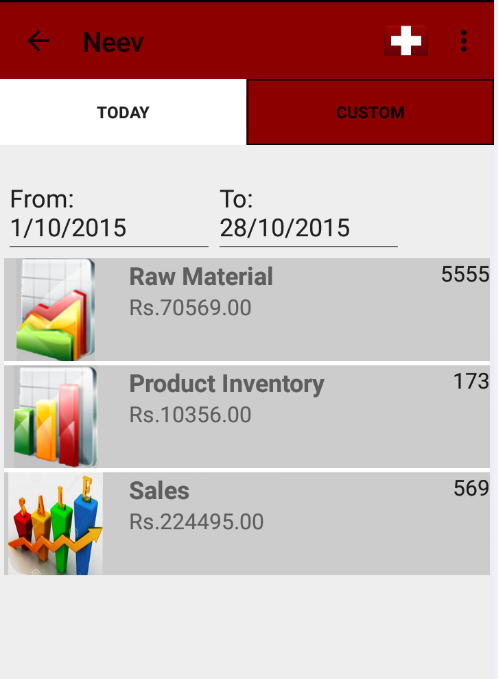 Neev
TODAY
CUSTOM
From:
To:
1/10/2015
28/10/2015
Raw Material
5555
Rs.70569.00
Product Inventory
173
Rs.10356.00
Sales
569
Rs.224495.00